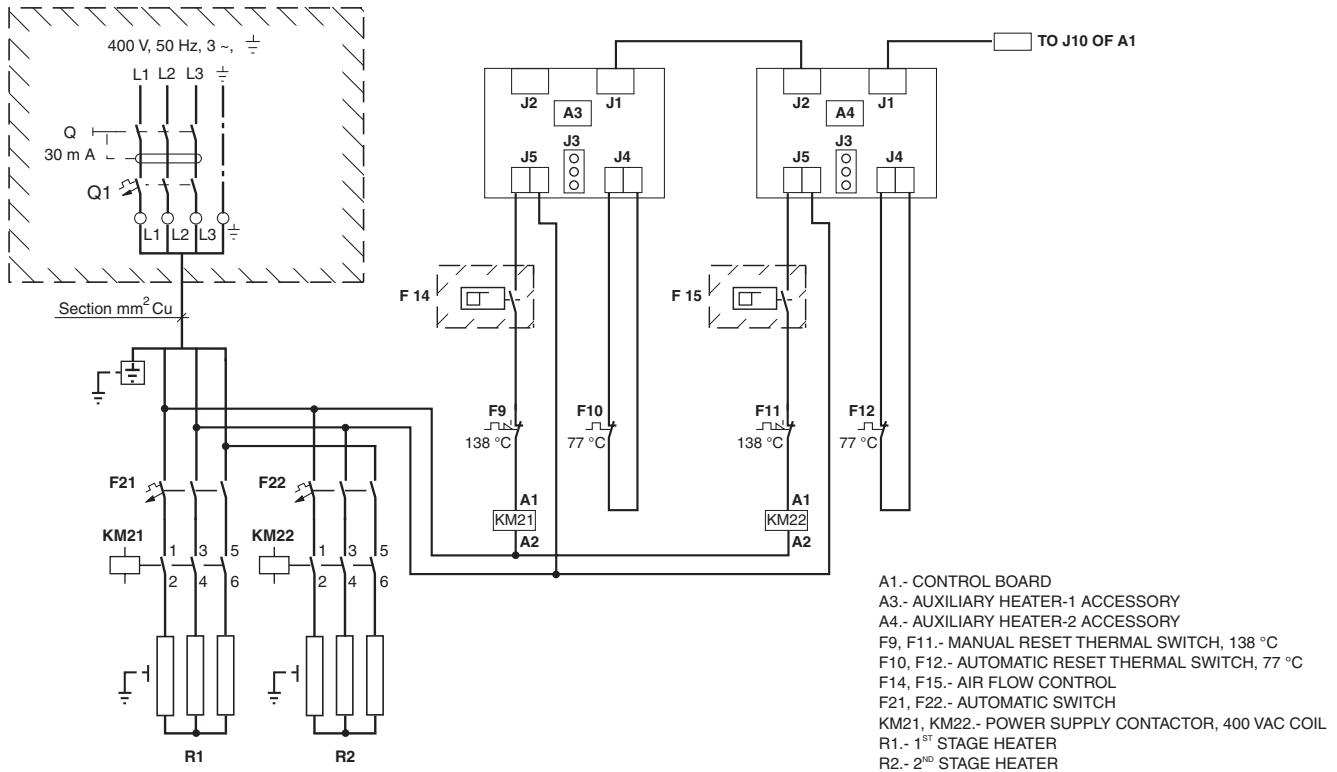 400 V, 50 Hz, 3 ~,
L1 L2 L3
Q
30 m A
Q1
L1 L2 L3
Section mm² Cu
TO J10 OF A1
J2 J1
A3
J3
J5 J4
J2 J1
A4
J3
J5 J4
F 14
F 15
F9
138 °C
F10
77 °C
F11
138 °C
F12
77 °C
A1
KM21
A2
A1
KM22
A2
F21
F22
KM21
1 3 5
2 4 6
KM22
1 3 5
2 4 6
R1
R2
A1.- CONTROL BOARD
A3.- AUXILIARY HEATER-1 ACCESSORY
A4.- AUXILIARY HEATER-2 ACCESSORY
F9, F11.- MANUAL RESET THERMAL SWITCH, 138 °C
F10, F12.- AUTOMATIC RESET THERMAL SWITCH, 77 °C
F14, F15.- AIR FLOW CONTROL
F21, F22.- AUTOMATIC SWITCH
KM21, KM22.- POWER SUPPLY CONTACTOR, 400 VAC COIL
R1.- 1ST STAGE HEATER
R2.- 2ND STAGE HEATER